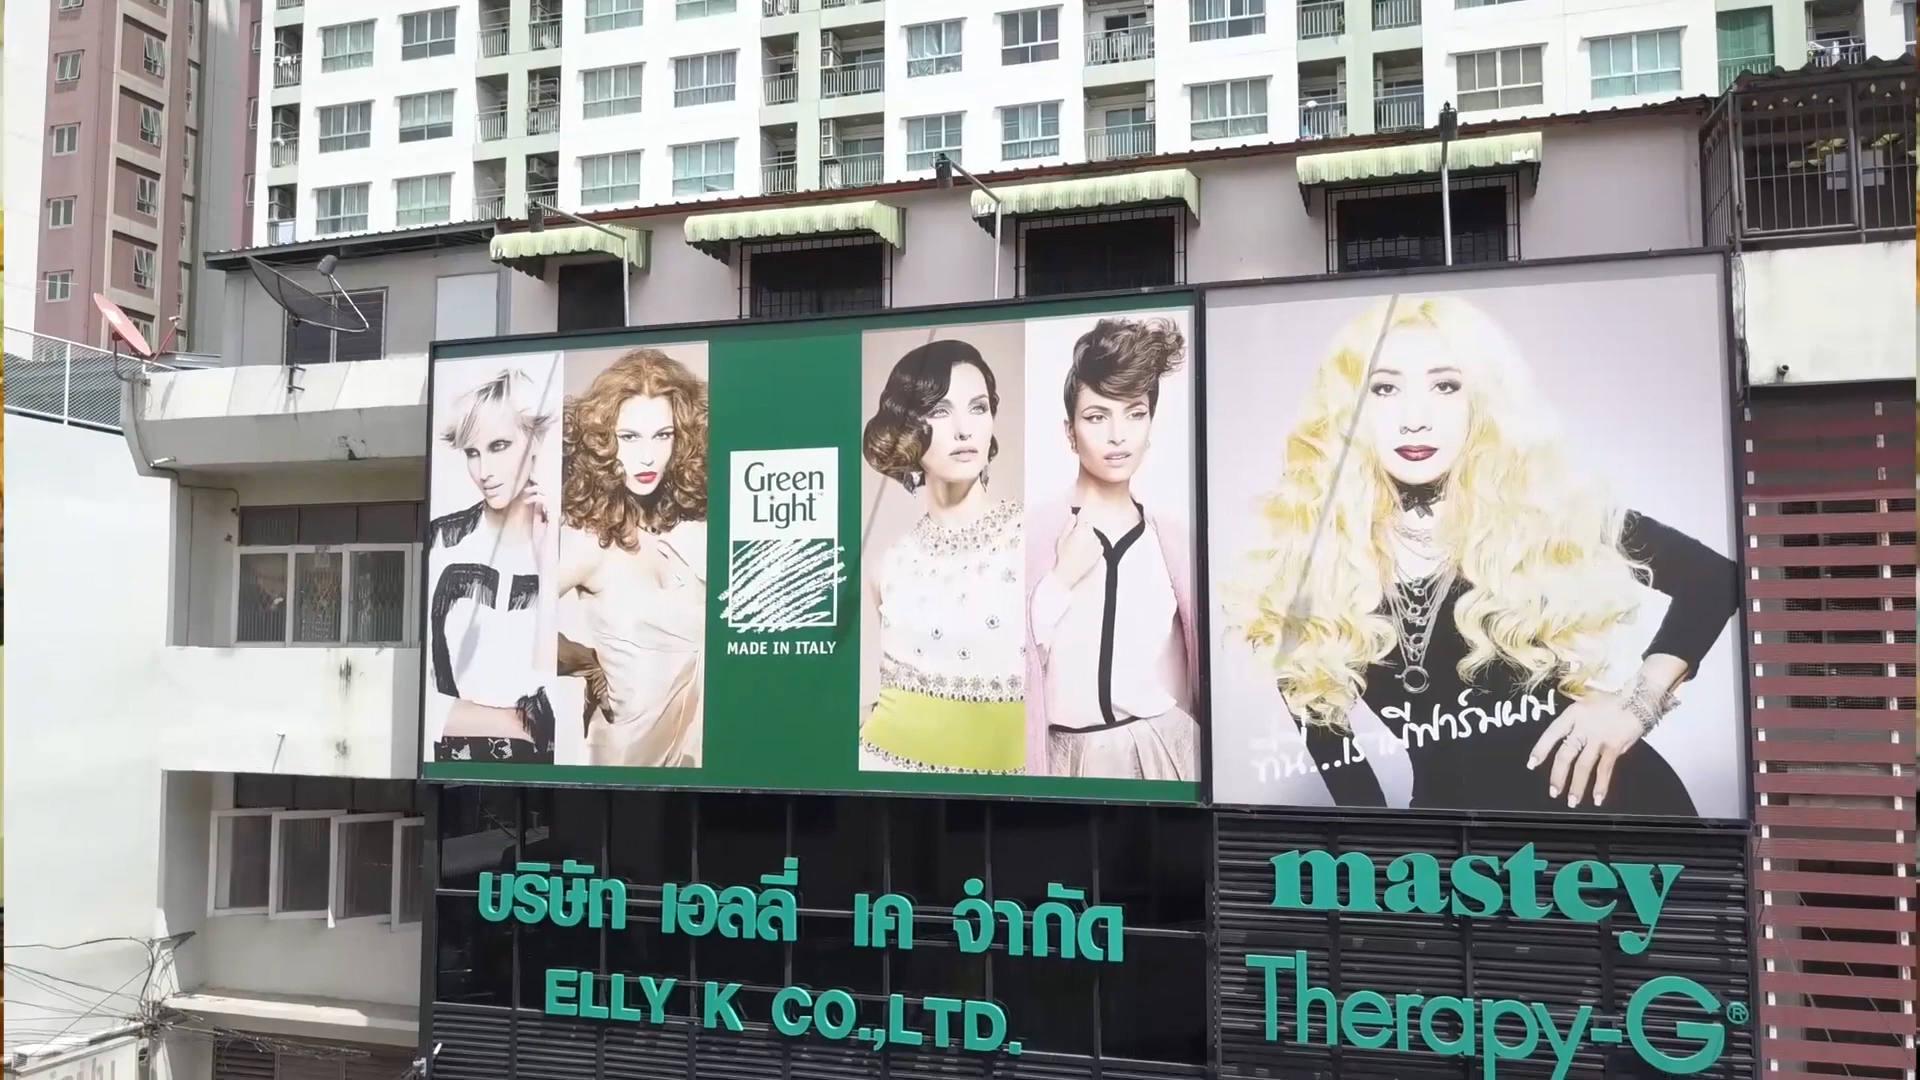 Green
Light™
MADE IN ITALY
ที่นี่...เรามีฟาร์มผม
บริษัท เอลลี่ เค จำกัด
ELLY K CO.,LTD.
mastey
Therapy-G®